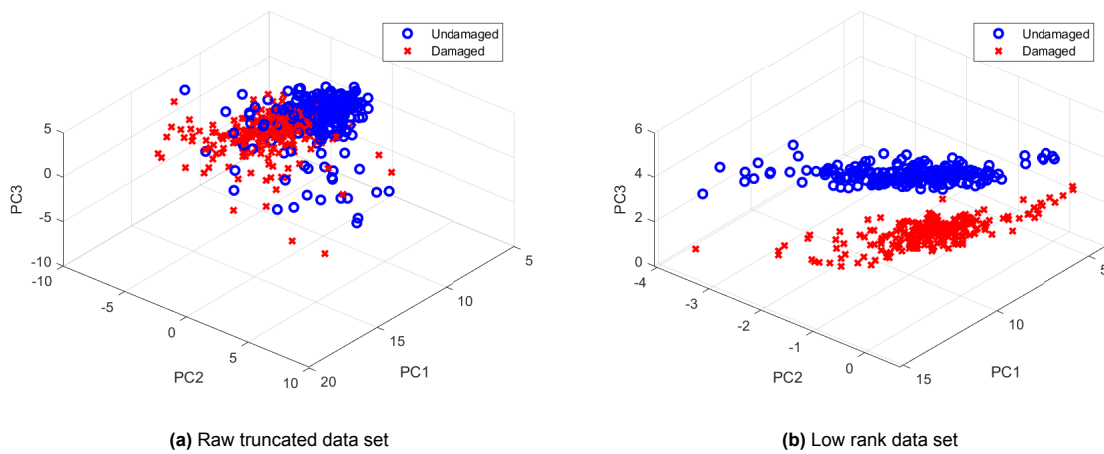 Undamaged
Damaged
5
0
-5
-10
PC3
-10
-5
0
5
10
PC2
20
15
10
5
PC1
(a) Raw truncated data set
Undamaged
Damaged
6
4
2
0
PC3
-4
-3
-2
-1
0
PC2
15
10
5
PC1
(b) Low rank data set